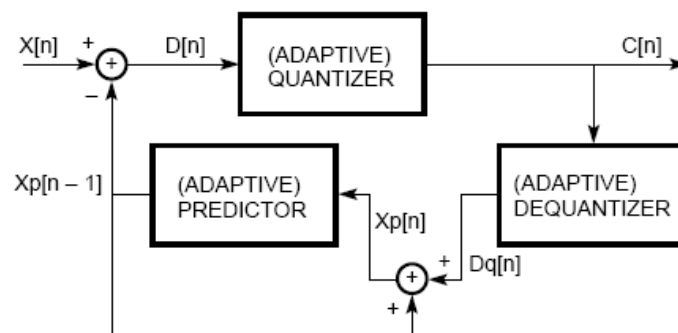 X[n]
+
+
–
D[n]
(ADAPTIVE)
QUANTIZER
C[n]
Xp[n – 1]
(ADAPTIVE)
PREDICTOR
Xp[n]
(ADAPTIVE)
DEQUANTIZER
+
Dq[n]
+
+